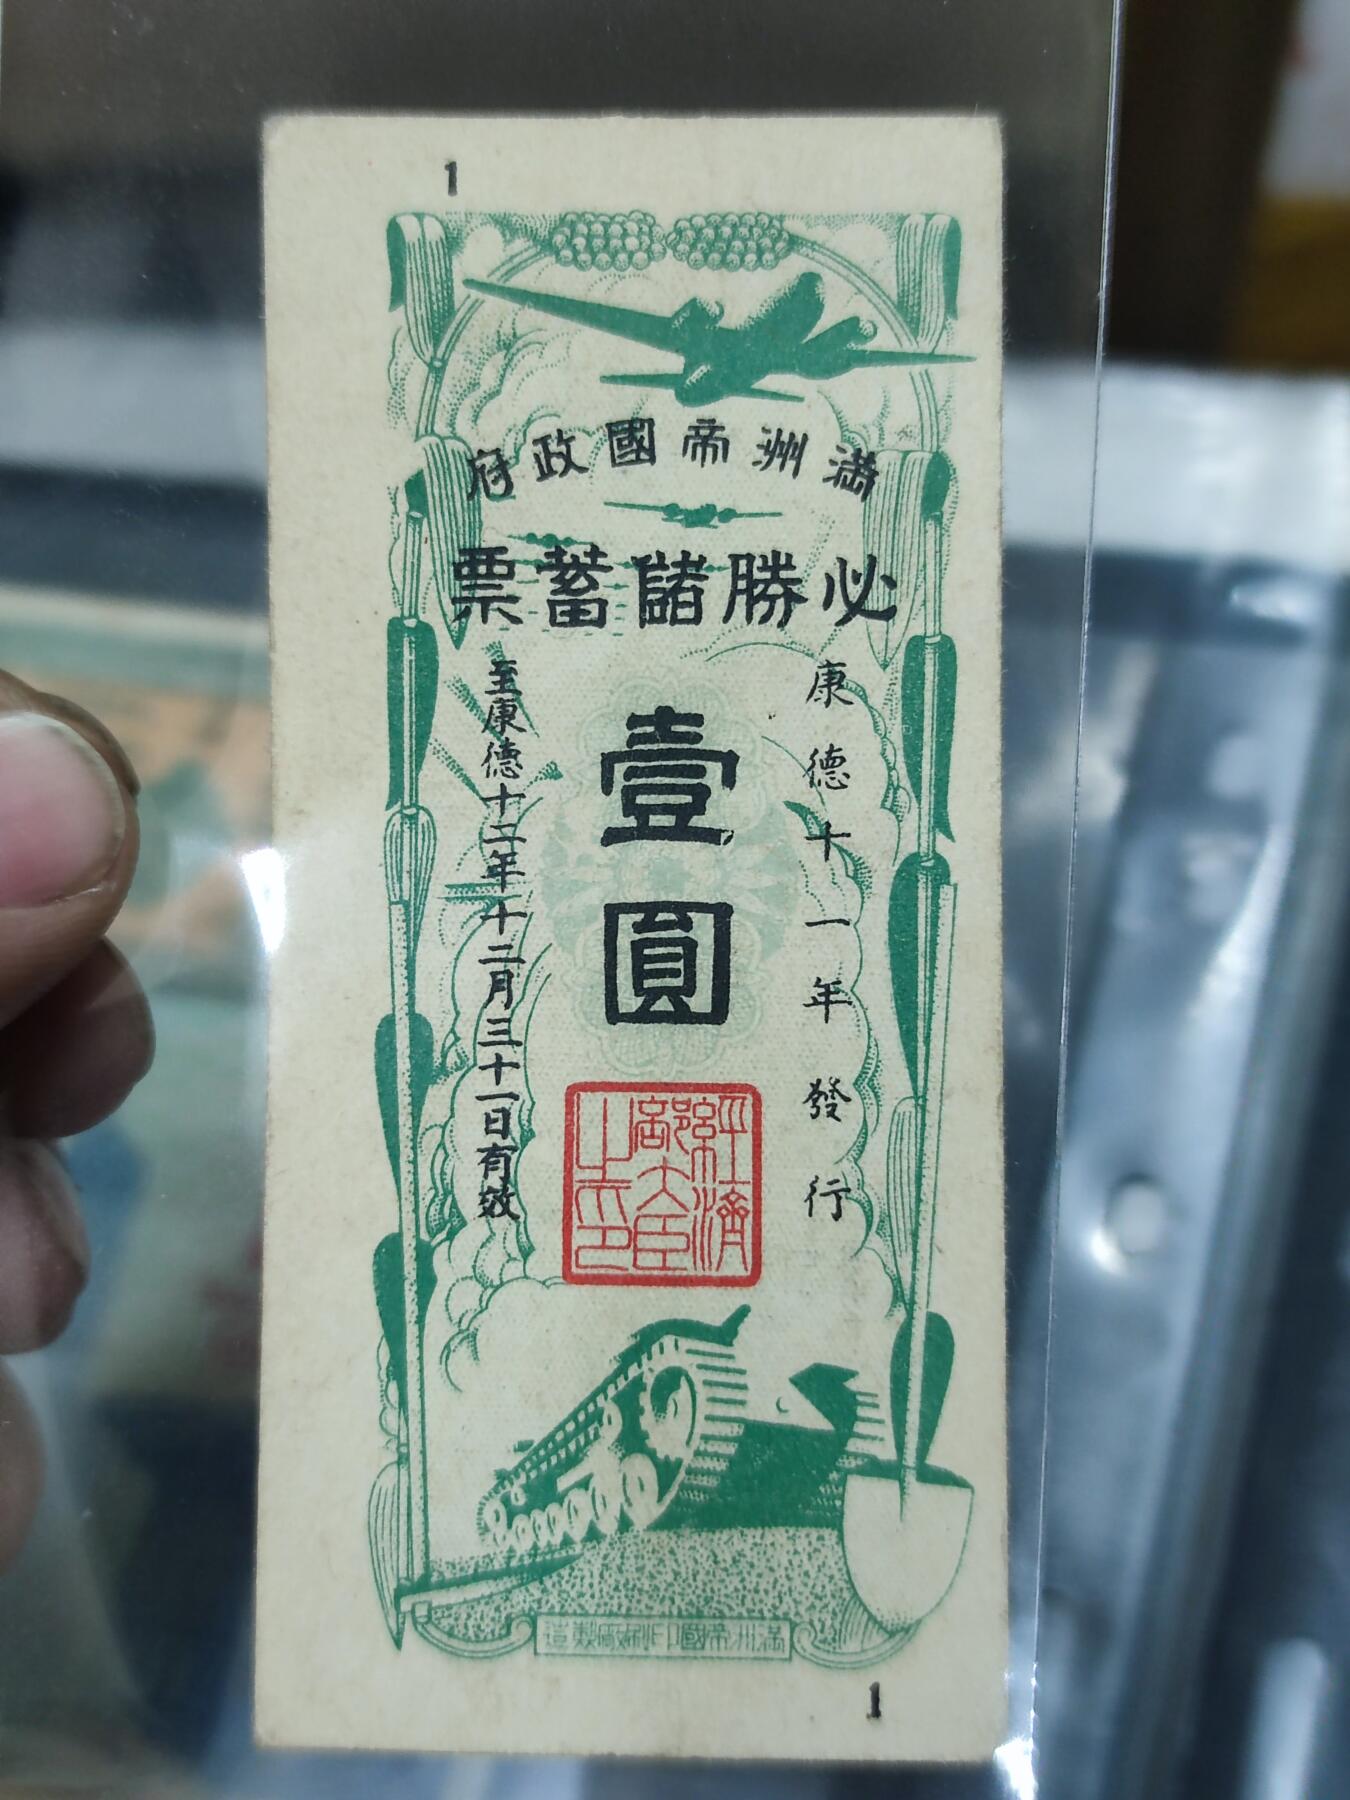 1
滿洲帝國政府
必勝儲蓄票
康德十一年發行
壹圓
至康德十二年十二月三十一日有效
經濟部大臣之印
滿洲帝國印刷廠製造
1